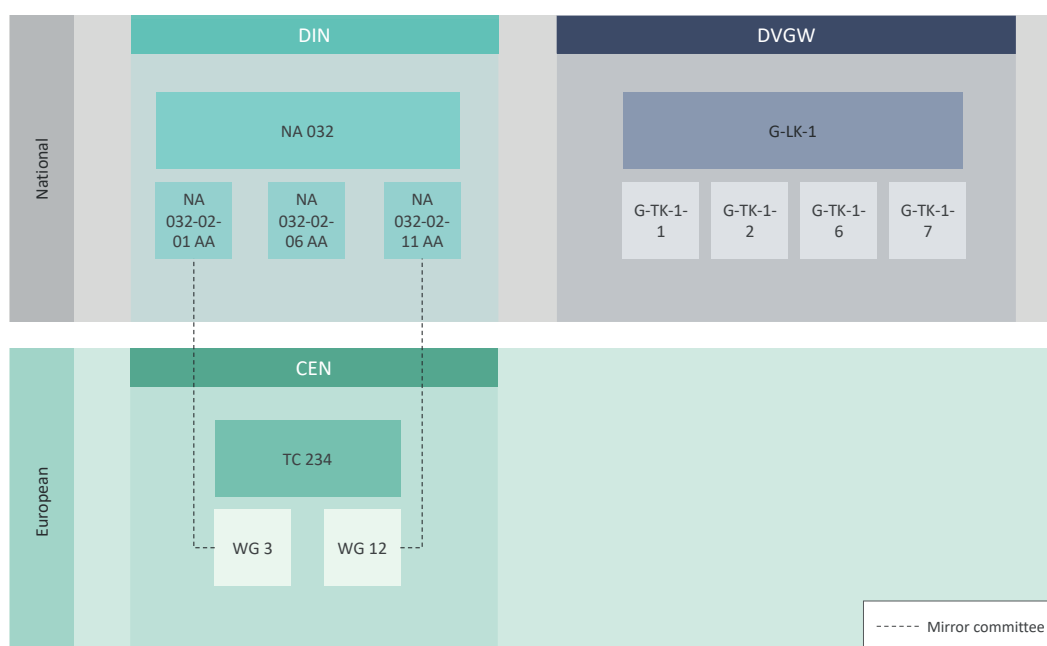 DIN
DVGW
National
NA 032
G-LK-1
NA
032-02-
01 AA
NA
032-02-
06 AA
NA
032-02-
11 AA
G-TK-1-
1
G-TK-1-
2
G-TK-1-
6
G-TK-1-
7
CEN
European
TC 234
WG 3
WG 12
Mirror committee